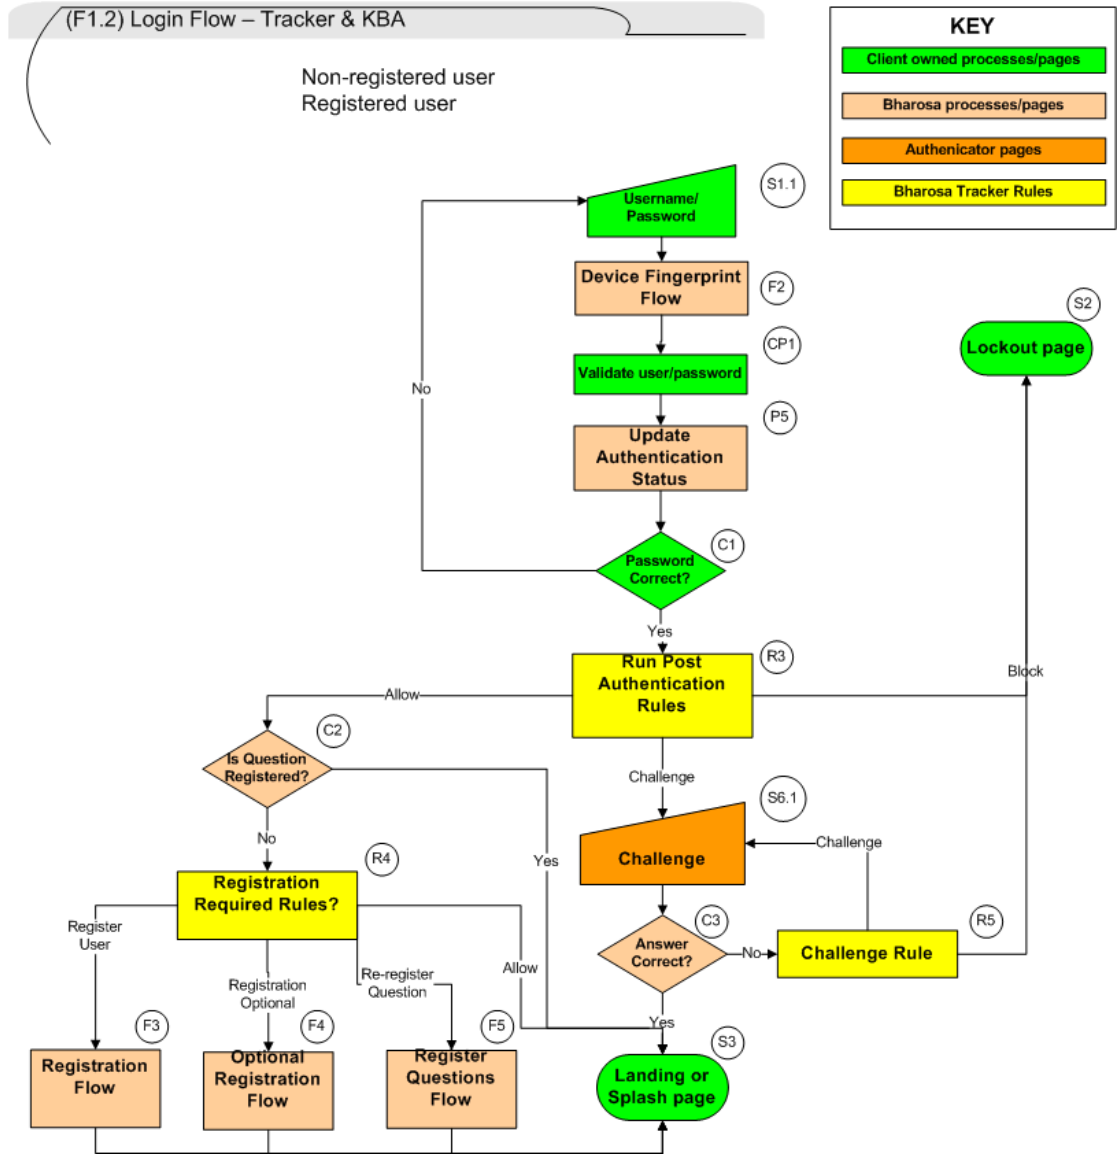 (F1.2) Login Flow – Tracker & KBA
Non-registered user
Registered user
KEY
Client owned processes/pages
Bharosa processes/pages
Authenicator pages
Bharosa Tracker Rules
Username/
Password
S1.1
Device Fingerprint
Flow
F2
CP1
Validate user/password
P5
Update
Authentication
Status
S2
Lockout page
No
C1
Password
Correct?
Yes
R3
Run Post
Authentication
Rules
Block
Allow
C2
Is Question
Registered?
Challenge
S6.1
Challenge
Challenge
No
Yes
R4
Registration
Required Rules?
C3
Answer
Correct?
No
R5
Challenge Rule
Register
User
Registration
Optional
Re-register
Question
Allow
Yes
F3
Registration
Flow
F4
Optional
Registration
Flow
F5
Register
Questions
Flow
S3
Landing or
Splash page